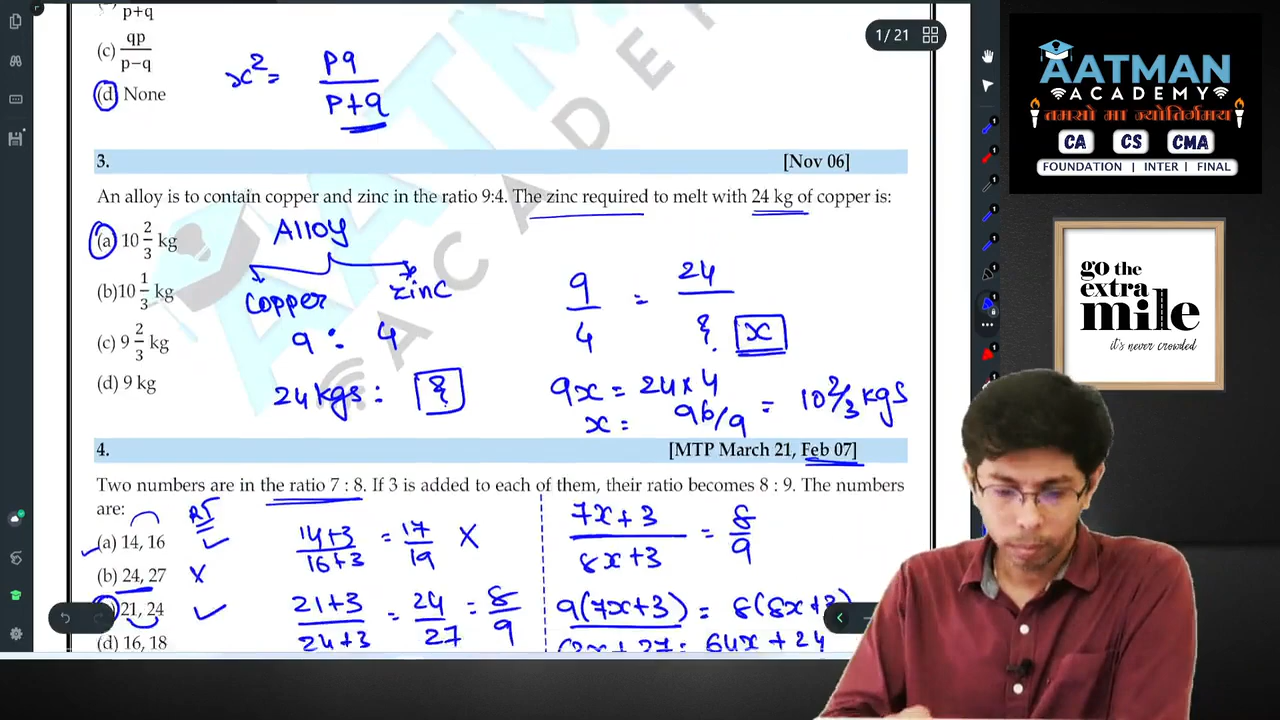 p+q
(c) qp/p−q
(d) None
x² = pq/p+q
1/21
AATMAN
ACADEMY
तमसो मा ज्योतिर्गमय
CA CS CMA
FOUNDATION | INTER | FINAL
3. [Nov 06]
An alloy is to contain copper and zinc in the ratio 9:4. The zinc required to melt with 24 kg of copper is:
(a) 10 2/3 kg
(b) 10 1/3 kg
(c) 9 2/3 kg
(d) 9 kg
Alloy
Copper zinc
9 : 4
24 kgs : ?
9/4 = 24/? x
9x = 24 × 4
x = 96/9 = 10 2/3 kgs
go the
extra
mile
it's never crowded
4. [MTP March 21, Feb 07]
Two numbers are in the ratio 7 : 8. If 3 is added to each of them, their ratio becomes 8 : 9. The numbers
are:
(a) 14, 16
(b) 24, 27
21, 24
(d) 16, 18
14+3/16+3 = 17/19 X
21+3/24+3 = 24/27 = 8/9
7x+3/8x+3 = 8/9
9(7x+3) = 8(8x+3)
64x + 24
ACADE